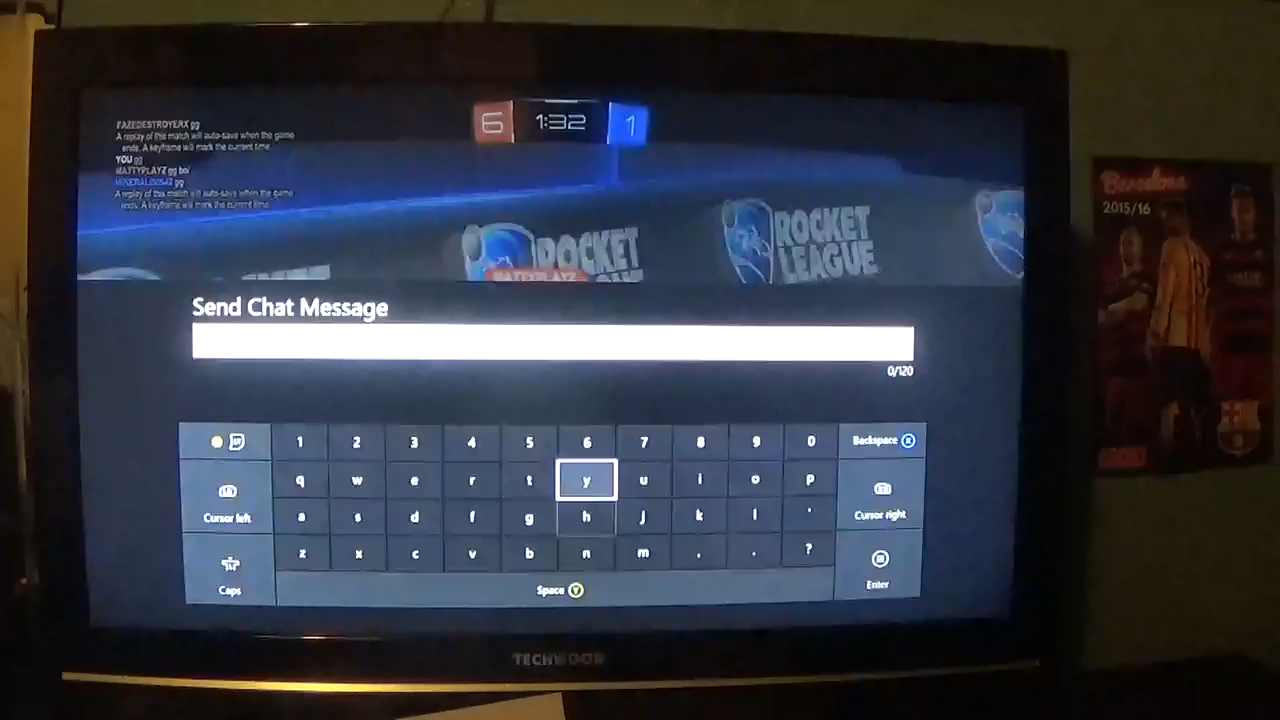 FAZEDESTROYERX gg
A replay of this match will auto-save when the game
ends. A keyframe will mark the current time.
YOU gg
MATTYPLAYZ gg boi
gg
A replay of this match will auto-save when the game
ends. A keyframe will mark the current time.
6 1:32 1
ROCKET
ROCKET
LEAGUE
MATTYPLAYZ
Barcelona
2015/16
QATAR
Send Chat Message
0/120
1 2 3 4 5 6 7 8 9 0 Backspace X
q w e r t y u i o p
Cursor left a s d f g h j k l ' Cursor right
z x c v b n m , . ?
Caps Space Y Enter
TECHWOOD